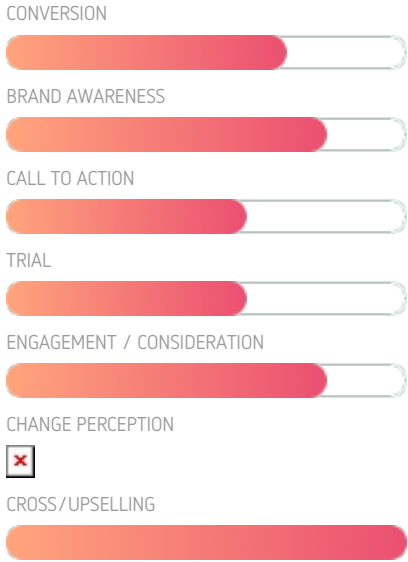 CONVERSION
BRAND AWARENESS
CALL TO ACTION
TRIAL
ENGAGEMENT / CONSIDERATION
CHANGE PERCEPTION
CROSS/UPSELLING